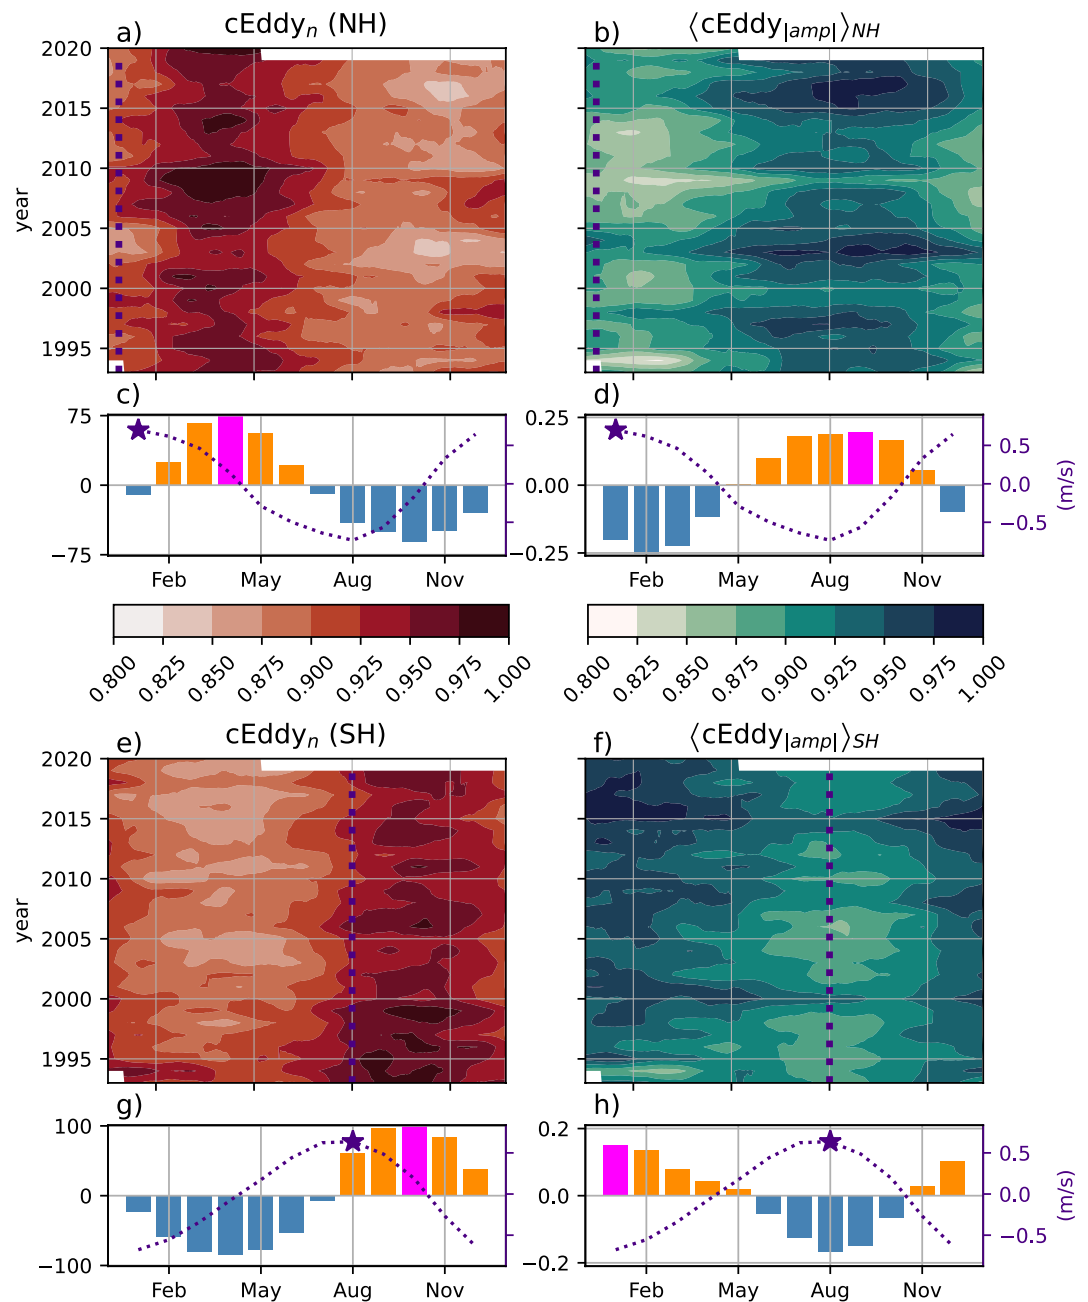 cEddyₙ (NH)
⟨cEddy|amp|⟩NH
a)
b)
2020
2015
2010
2005
2000
1995
year
c)
d)
75
0
−75
0.25
0.00
−0.25
0.5
0.0
−0.5
(m/s)
Feb May Aug Nov
Feb May Aug Nov
0.800 0.825 0.850 0.875 0.900 0.925 0.950 0.975 1.000
0.800 0.825 0.850 0.875 0.900 0.925 0.950 0.975 1.000
cEddyₙ (SH)
⟨cEddy|amp|⟩SH
e)
f)
2020
2015
2010
2005
2000
1995
year
g)
h)
100
0
−100
0.2
0.0
−0.2
0.5
0.0
−0.5
(m/s)
Feb May Aug Nov
Feb May Aug Nov